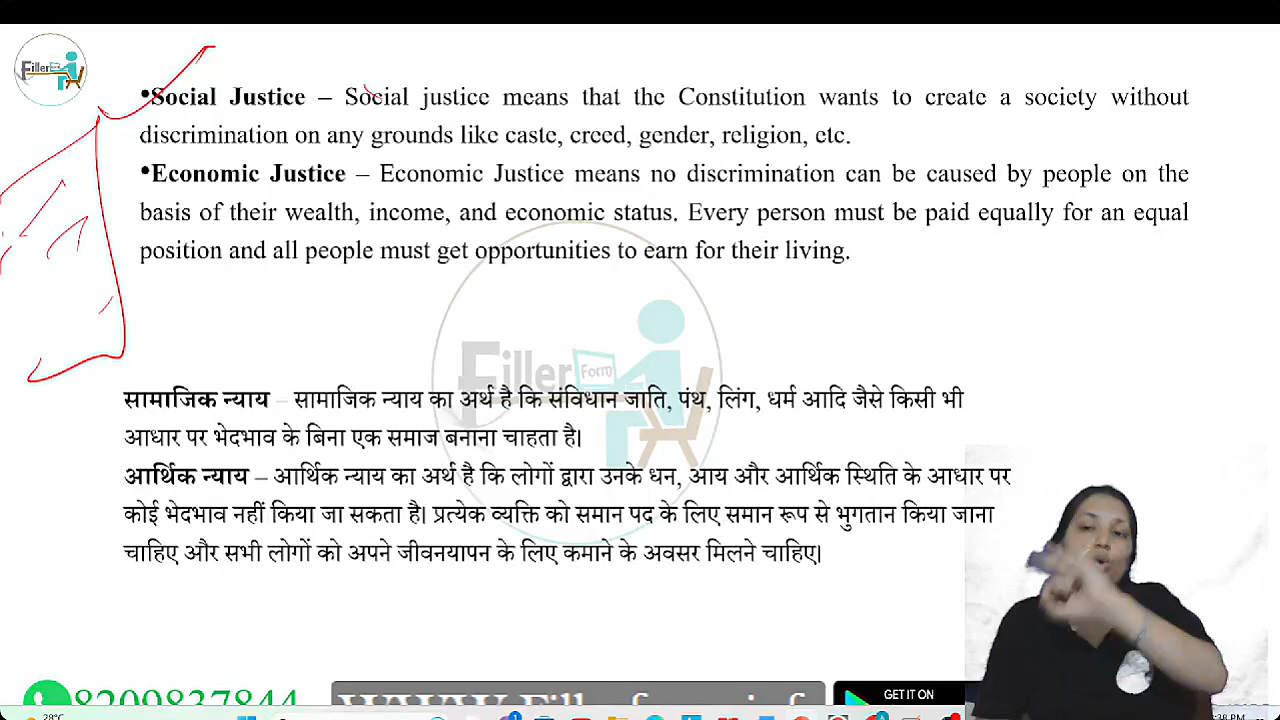 Filler Form
•Social Justice – Social justice means that the Constitution wants to create a society without
discrimination on any grounds like caste, creed, gender, religion, etc.
•Economic Justice – Economic Justice means no discrimination can be caused by people on the
basis of their wealth, income, and economic status. Every person must be paid equally for an equal
position and all people must get opportunities to earn for their living.
Filler Form
सामाजिक न्याय – सामाजिक न्याय का अर्थ है कि संविधान जाति, पंथ, लिंग, धर्म आदि जैसे किसी भी
आधार पर भेदभाव के बिना एक समाज बनाना चाहता है।
आर्थिक न्याय – आर्थिक न्याय का अर्थ है कि लोगों द्वारा उनके धन, आय और आर्थिक स्थिति के आधार पर
कोई भेदभाव नहीं किया जा सकता है। प्रत्येक व्यक्ति को समान पद के लिए समान रूप से भुगतान किया जाना
चाहिए और सभी लोगों को अपने जीवनयापन के लिए कमाने के अवसर मिलने चाहिए।
8209837844
GET IT ON
28°C